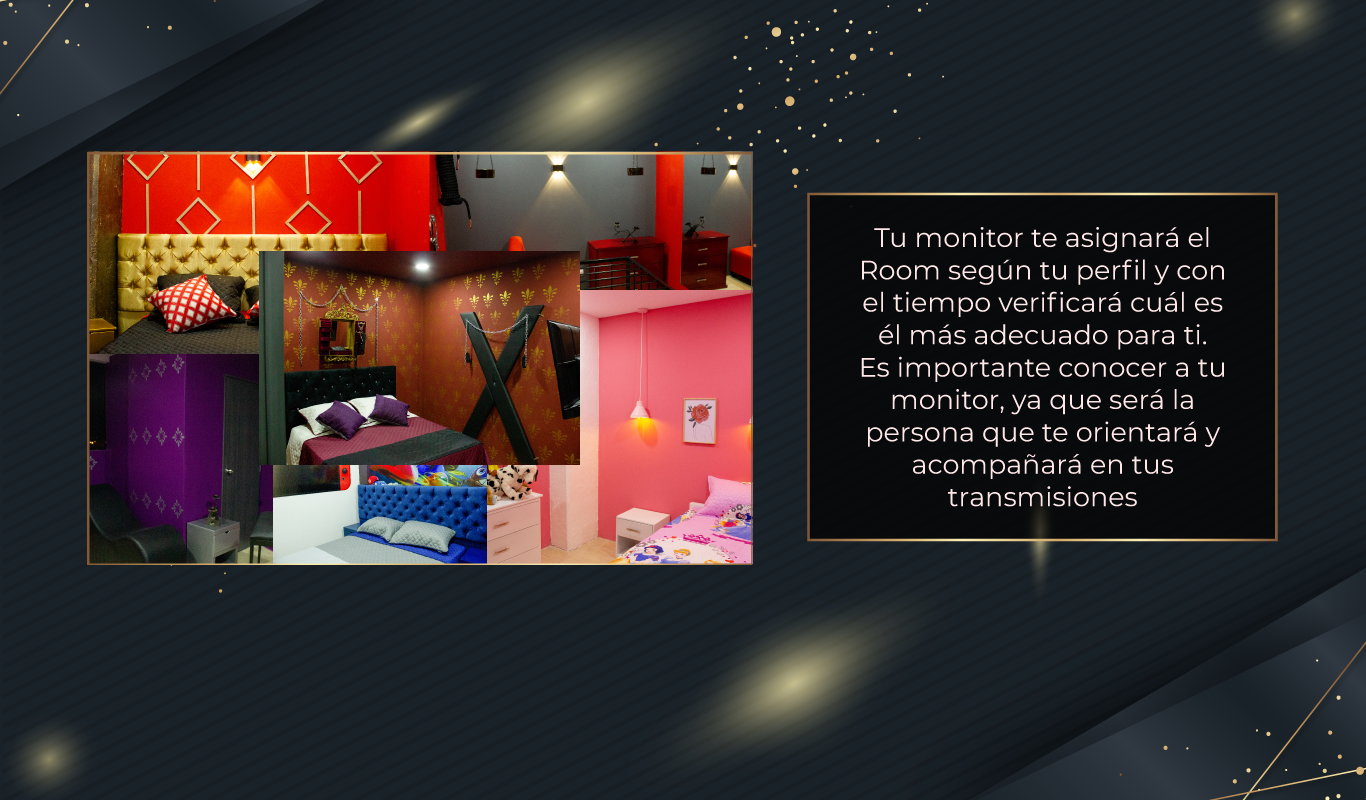 Tu monitor te asignará el
Room según tu perfil y con
el tiempo verificará cuál es
él más adecuado para ti.
Es importante conocer a tu
monitor, ya que será la
persona que te orientará y
acompañará en tus
transmisiones